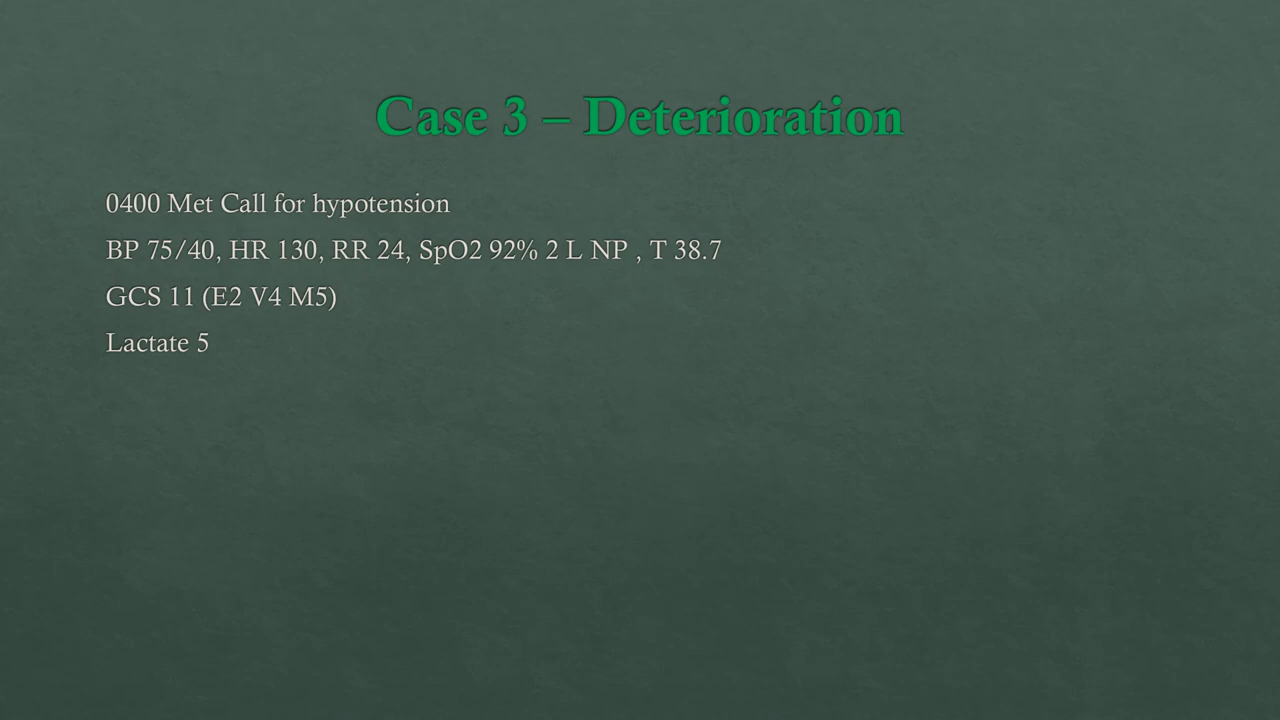 Case 3 – Deterioration
0400 Met Call for hypotension
BP 75/40, HR 130, RR 24, SpO2 92% 2 L NP , T 38.7
GCS 11 (E2 V4 M5)
Lactate 5